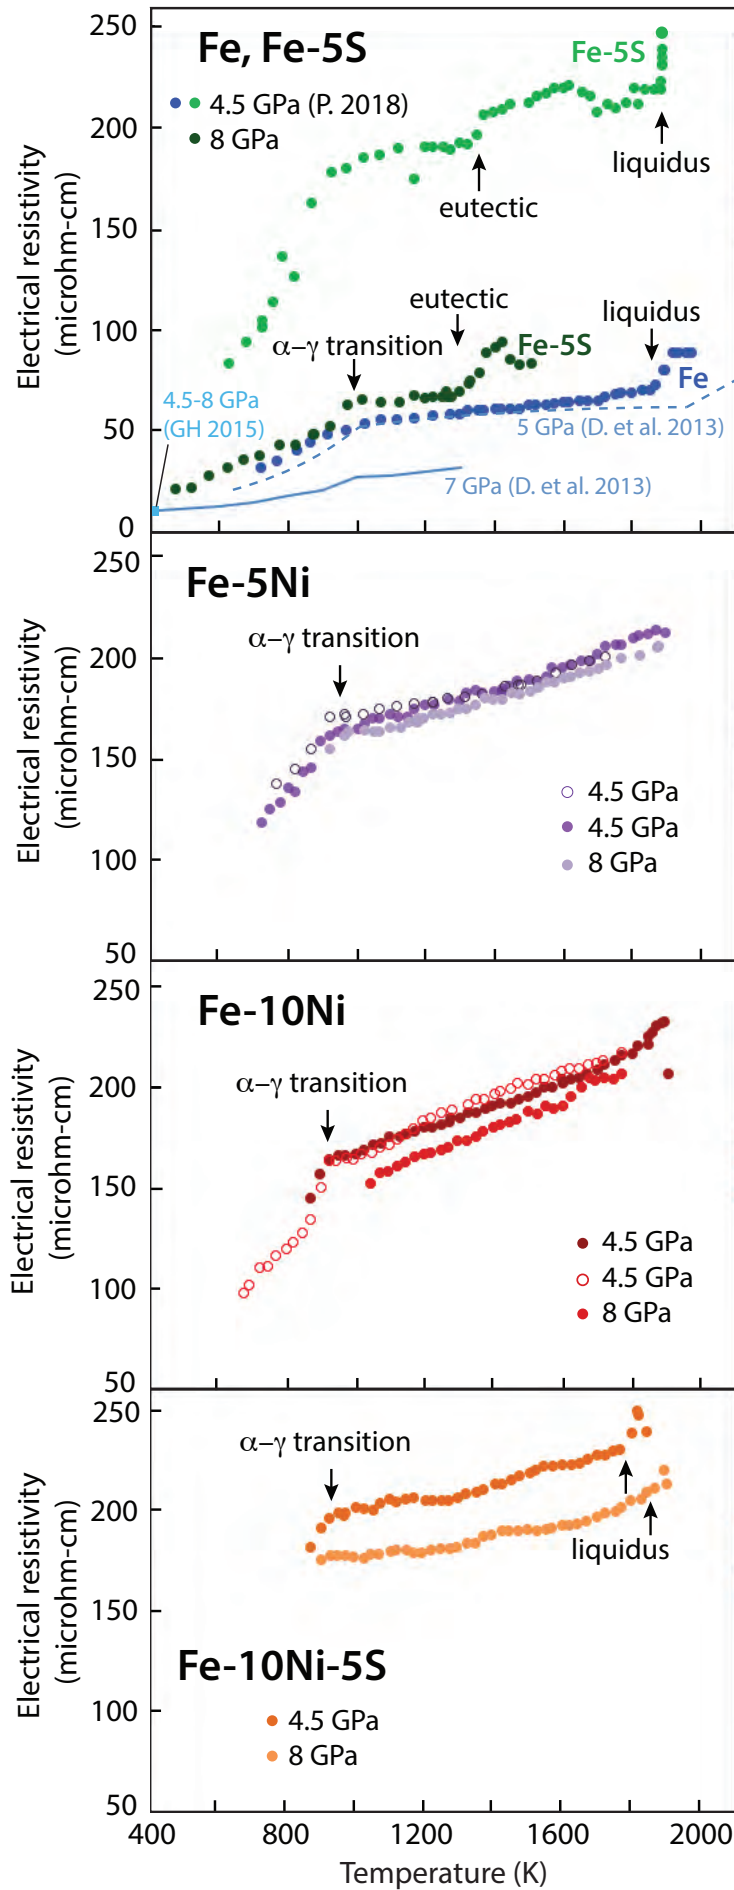 Fe, Fe-5S
Fe-5S
4.5 GPa (P. 2018)
8 GPa
eutectic
liquidus
eutectic
liquidus
α–γ transition
Fe-5S
Fe
4.5-8 GPa
(GH 2015)
5 GPa (D. et al. 2013)
7 GPa (D. et al. 2013)
250
200
150
100
50
0
Electrical resistivity
(microhm-cm)
Fe-5Ni
α–γ transition
4.5 GPa
4.5 GPa
8 GPa
250
200
150
100
50
Electrical resistivity
(microhm-cm)
Fe-10Ni
α–γ transition
4.5 GPa
4.5 GPa
8 GPa
250
200
150
100
50
Electrical resistivity
(microhm-cm)
α–γ transition
liquidus
Fe-10Ni-5S
4.5 GPa
8 GPa
250
200
150
100
50
Electrical resistivity
(microhm-cm)
400 800 1200 1600 2000
Temperature (K)